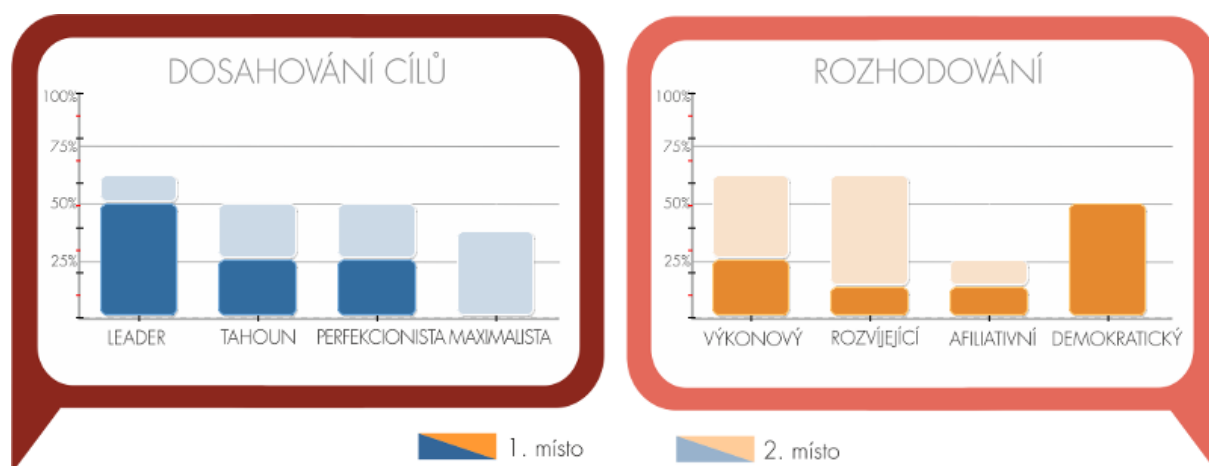 DOSAHOVÁNÍ CÍLŮ
100%
75%
50%
25%
LEADER
TAHOUN
PERFEKCIONISTA
MAXIMALISTA
ROZHODOVÁNÍ
100%
75%
50%
25%
VÝKONOVÝ
ROZVÍJEJÍCÍ
AFILIATIVNÍ
DEMOKRATICKÝ
1. místo
2. místo